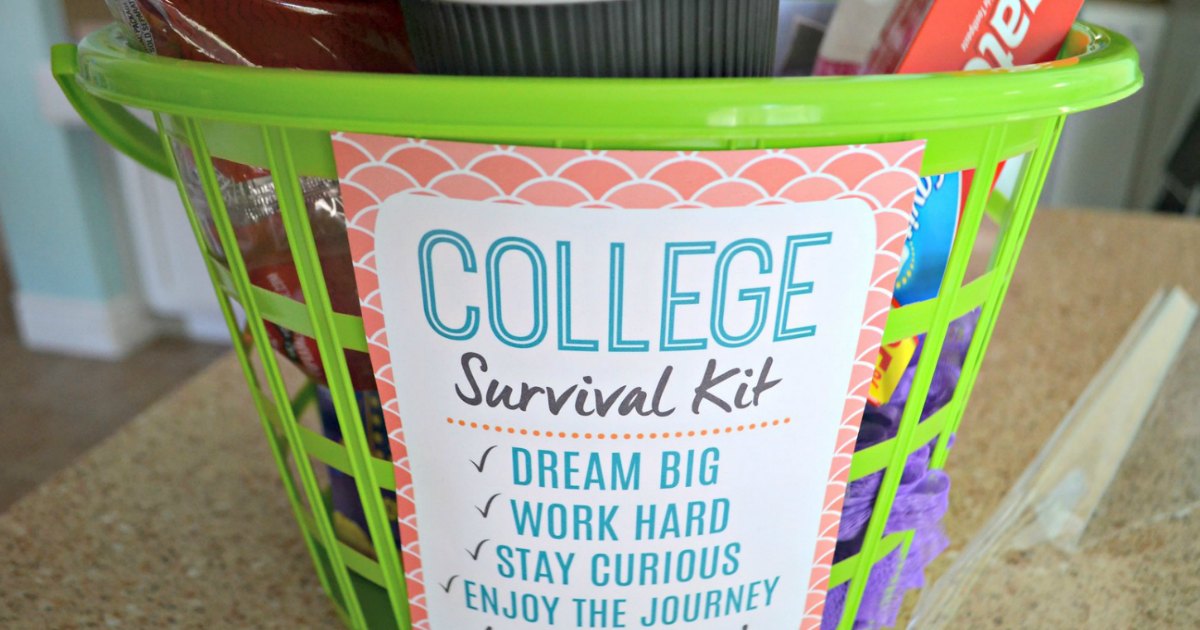 COLLEGE
Survival Kit
DREAM BIG
WORK HARD
STAY CURIOUS
ENJOY THE JOURNEY